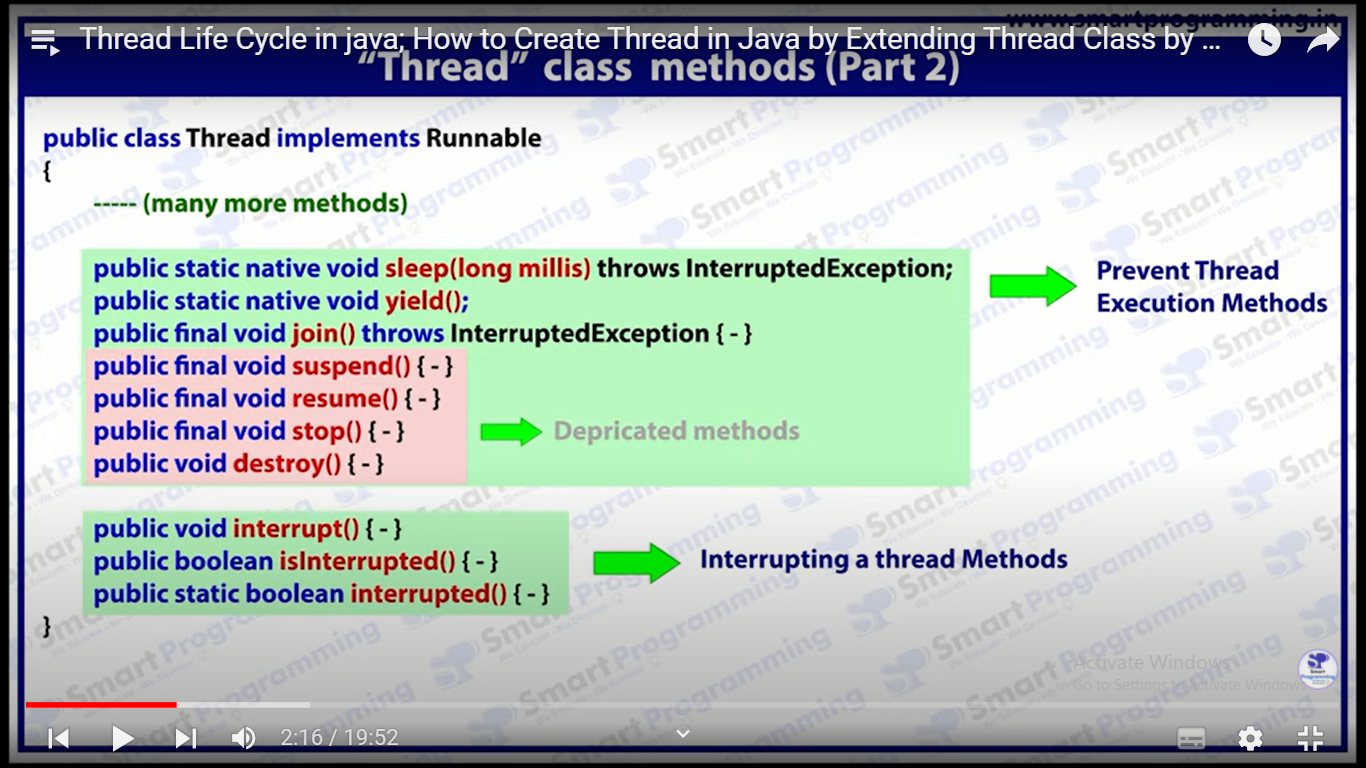 www.smartprogramming.in
Thread Life Cycle in java; How to Create Thread in Java by Extending Thread Class by ...
“Thread” class methods (Part 2)
public class Thread implements Runnable
{
----- (many more methods)
public static native void sleep(long millis) throws InterruptedException;
public static native void yield();
public final void join() throws InterruptedException { - }
public final void suspend() { - }
public final void resume() { - }
public final void stop() { - }
public void destroy() { - }
Prevent Thread
Execution Methods
Depricated methods
public void interrupt() { - }
public boolean isInterrupted() { - }
public static boolean interrupted() { - }
Interrupting a thread Methods
}
Activate Windows
Go to Settings to activate Windows.
Smart
Programming
2:16 / 19:52